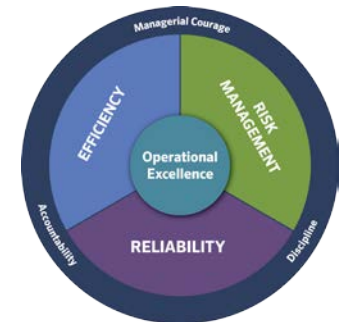 Managerial Courage
EFFICIENCY
RISK
MANAGEMENT
Operational
Excellence
RELIABILITY
Accountability
Discipline